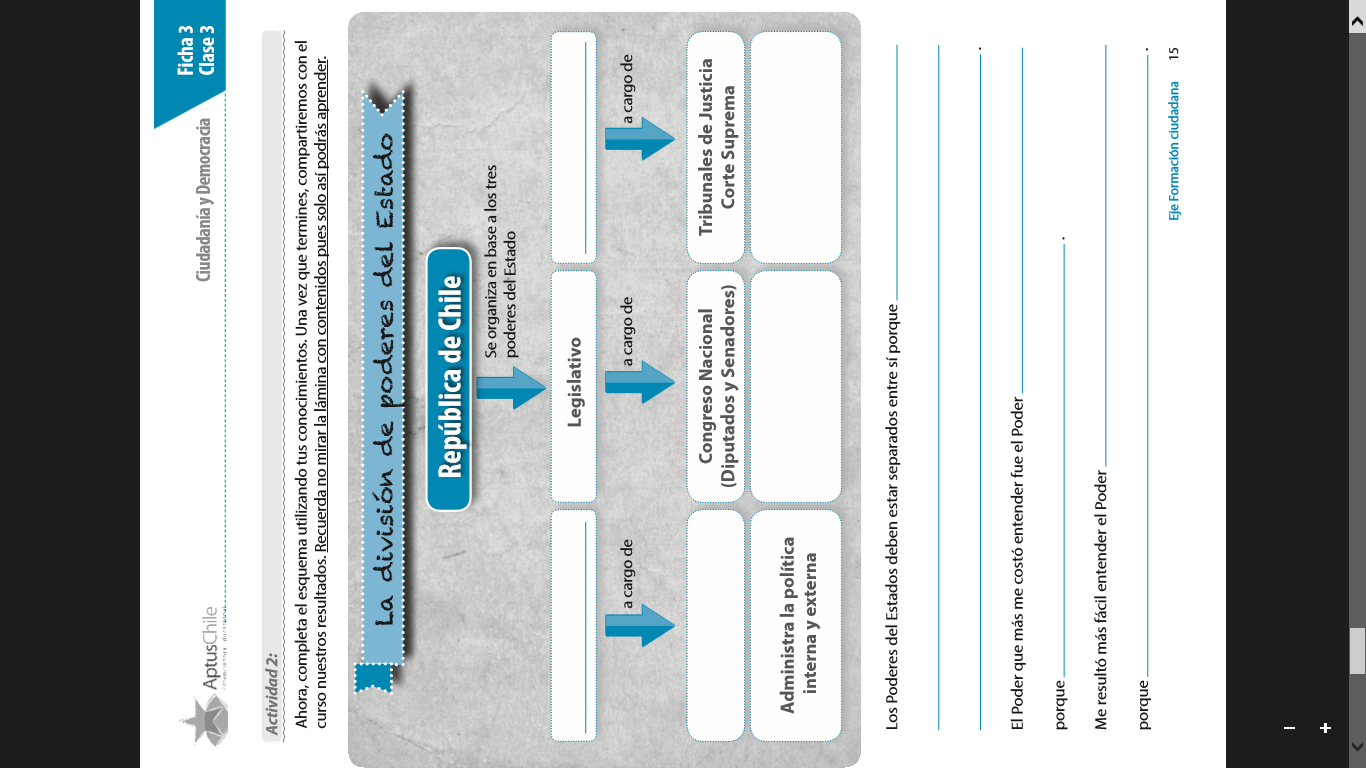 AptusChile
Ciudadanía y Democracia
Ficha 3
Clase 3
Actividad 2:
Ahora, completa el esquema utilizando tus conocimientos. Una vez que termines, compartiremos con el
curso nuestros resultados. Recuerda no mirar la lámina con contenidos pues solo así podrás aprender.
La división de poderes del Estado
República de Chile
Se organiza en base a los tres
poderes del Estado
Legislativo
a cargo de
a cargo de
a cargo de
Congreso Nacional
(Diputados y Senadores)
Tribunales de Justicia
Corte Suprema
Administra la política
interna y externa
Los Poderes del Estados deben estar separados entre sí porque
.
El Poder que más me costó entender fue el Poder
porque .
Me resultó más fácil entender el Poder
porque .
Eje Formación ciudadana 15